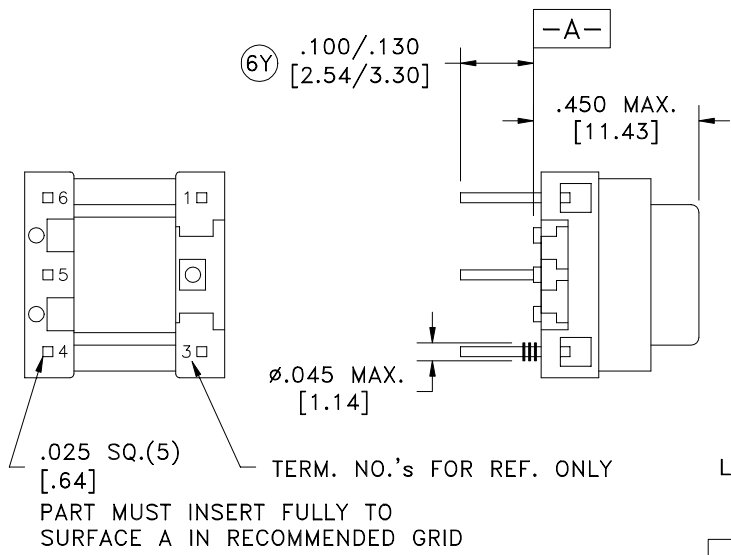 -A-
6Y .100/.130
[2.54/3.30]
.450 MAX.
[11.43]
6 1
5
4 3
ø.045 MAX.
[1.14]
.025 SQ.(5)
[.64]
TERM. NO.'s FOR REF. ONLY
L
PART MUST INSERT FULLY TO
SURFACE A IN RECOMMENDED GRID